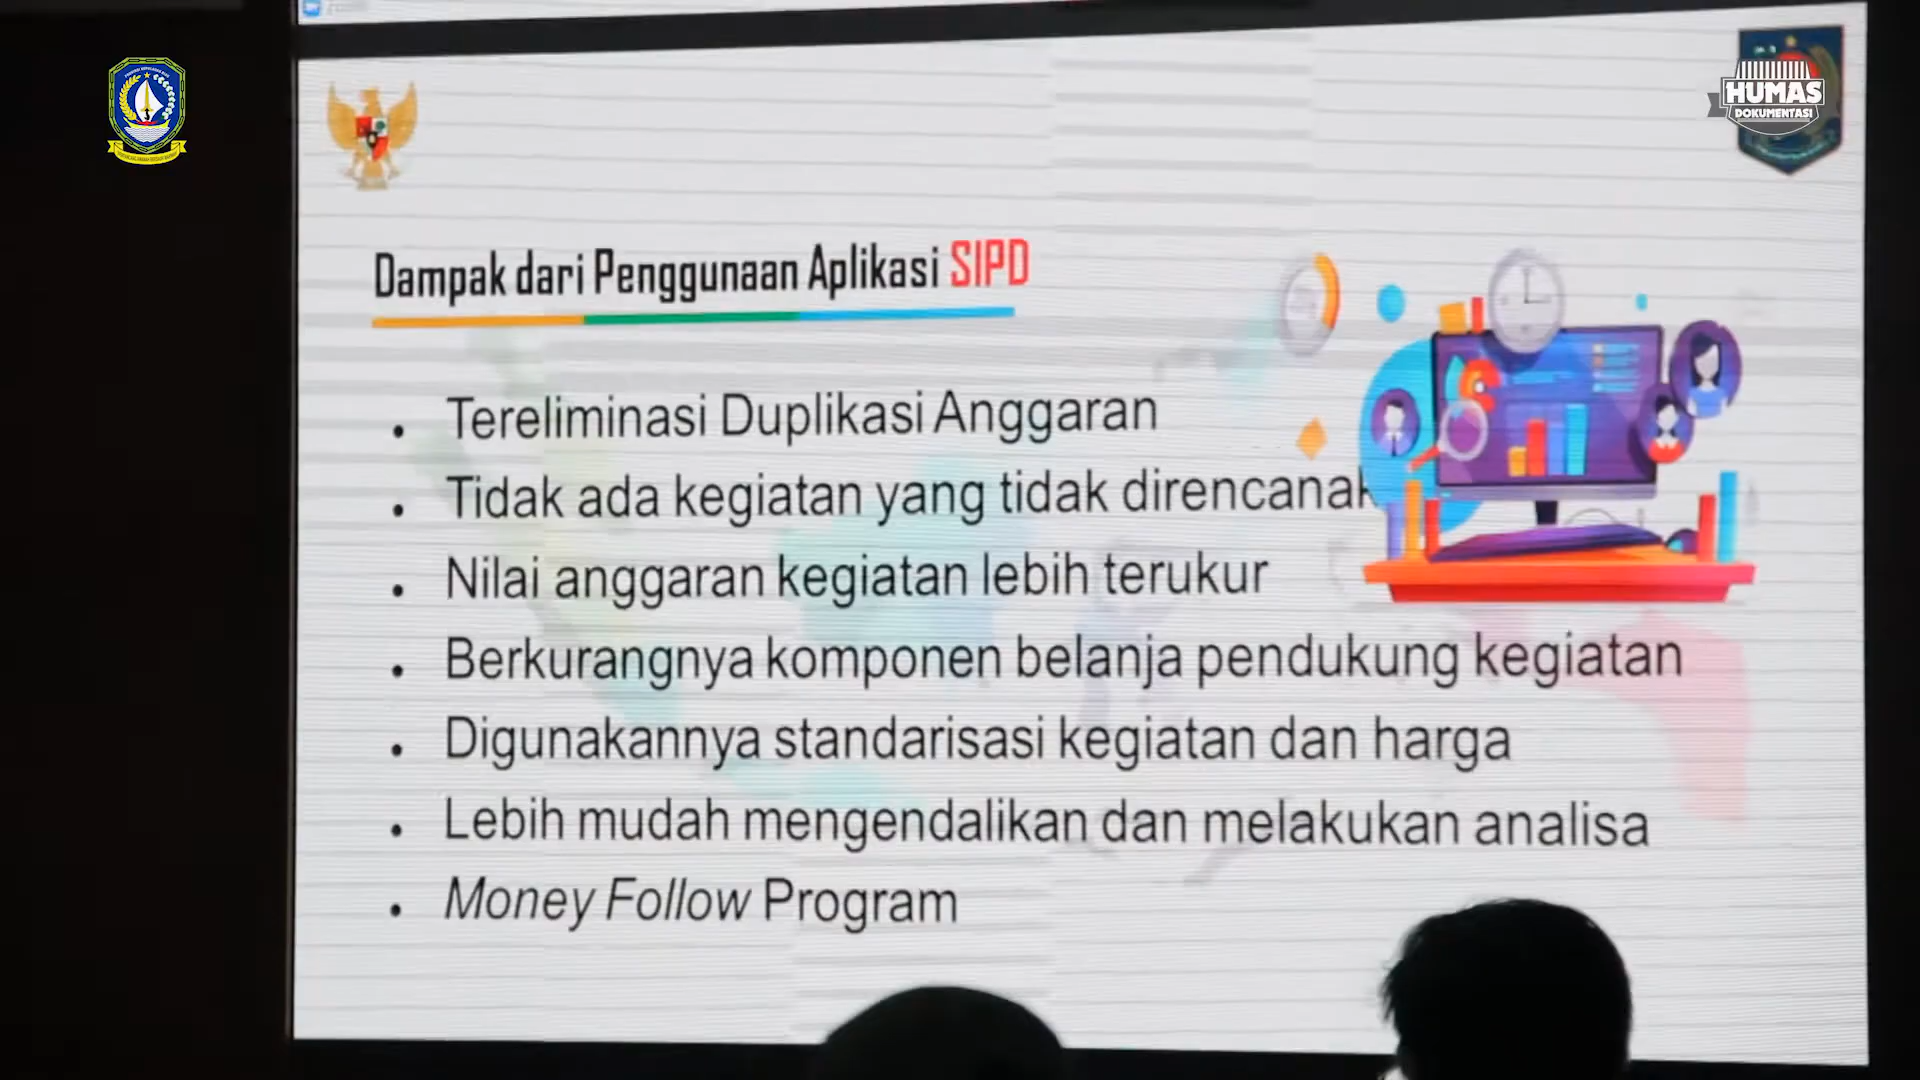 HUMAS
DOKUMENTASI
Dampak dari Penggunaan Aplikasi SIPD
• Tereliminasi Duplikasi Anggaran
• Tidak ada kegiatan yang tidak direncanak
• Nilai anggaran kegiatan lebih terukur
• Berkurangnya komponen belanja pendukung kegiatan
• Digunakannya standarisasi kegiatan dan harga
• Lebih mudah mengendalikan dan melakukan analisa
• Money Follow Program